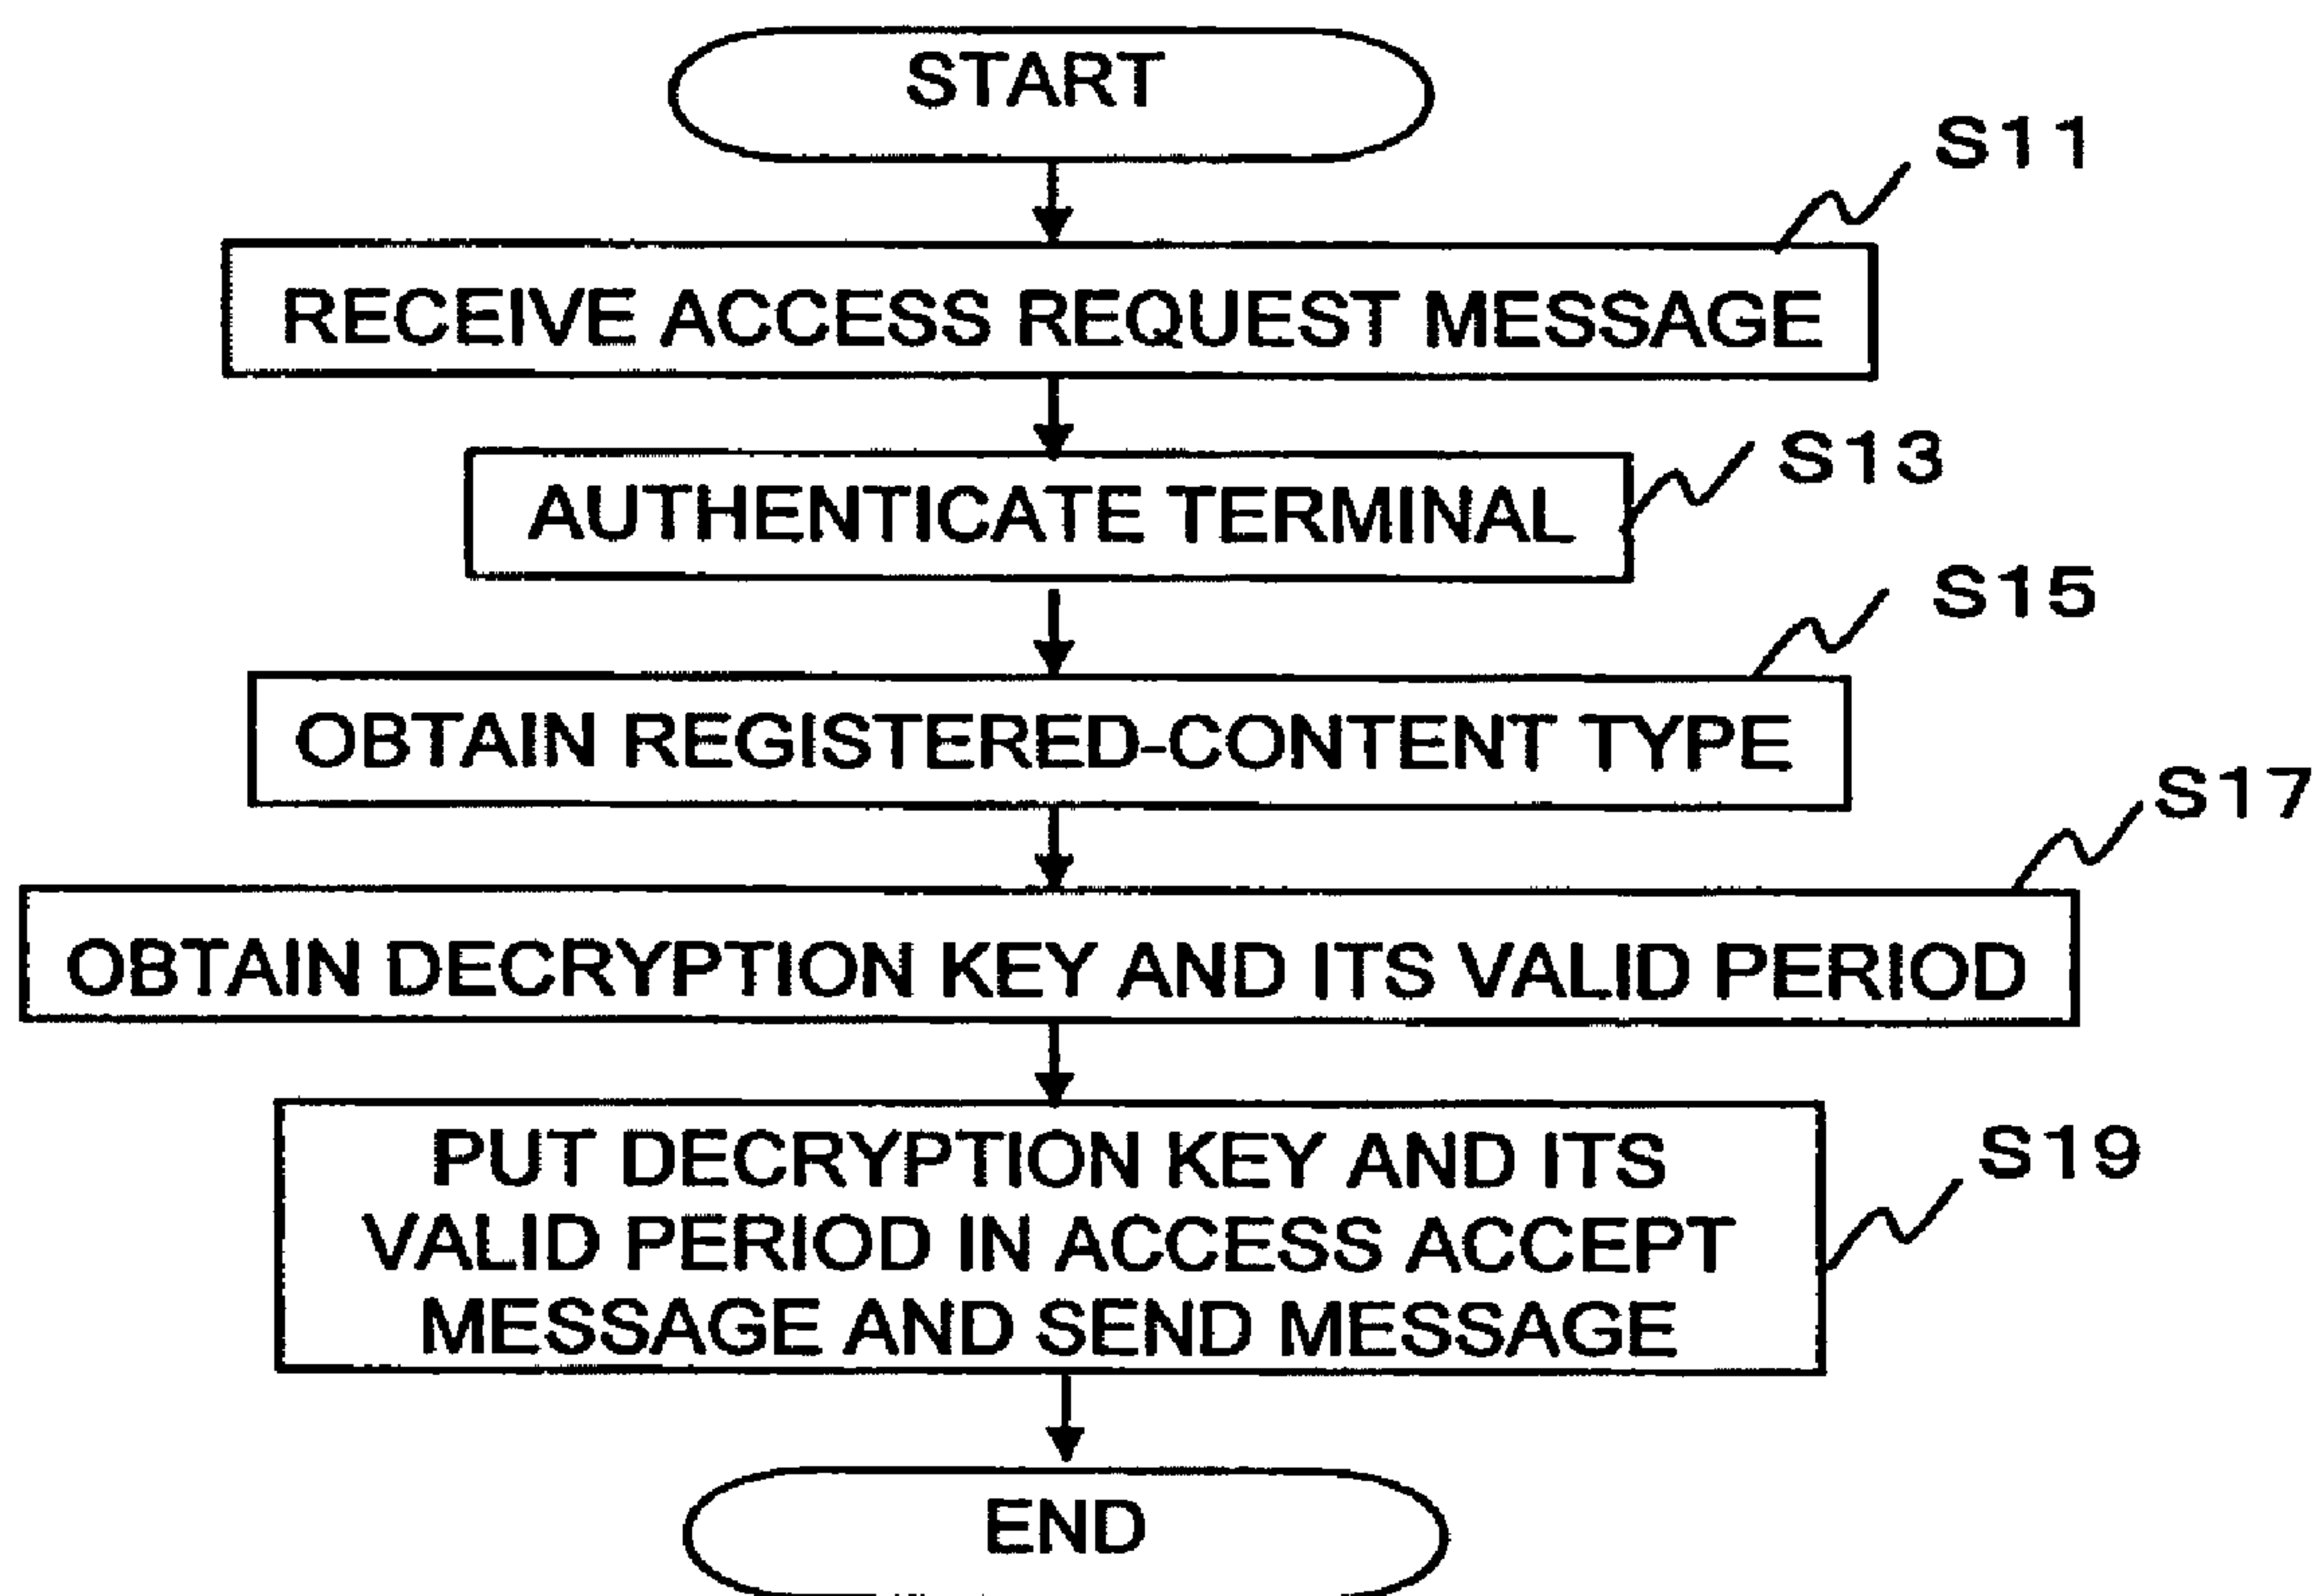 START
S11
RECEIVE ACCESS REQUEST MESSAGE
S13
AUTHENTICATE TERMINAL
S15
OBTAIN REGISTERED-CONTENT TYPE
S17
OBTAIN DECRYPTION KEY AND ITS VALID PERIOD
S19
PUT DECRYPTION KEY AND ITS
VALID PERIOD IN ACCESS ACCEPT
MESSAGE AND SEND MESSAGE
END